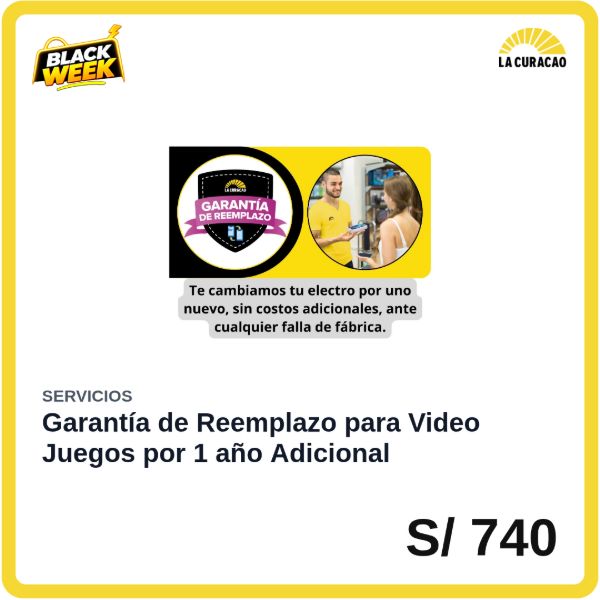 BLACK
WEEK
LA CURACAO
LA CURACAO
GARANTÍA
DE REEMPLAZO
Te cambiamos tu electro por uno
nuevo, sin costos adicionales, ante
cualquier falla de fábrica.
SERVICIOS
Garantía de Reemplazo para Video
Juegos por 1 año Adicional
S/ 740